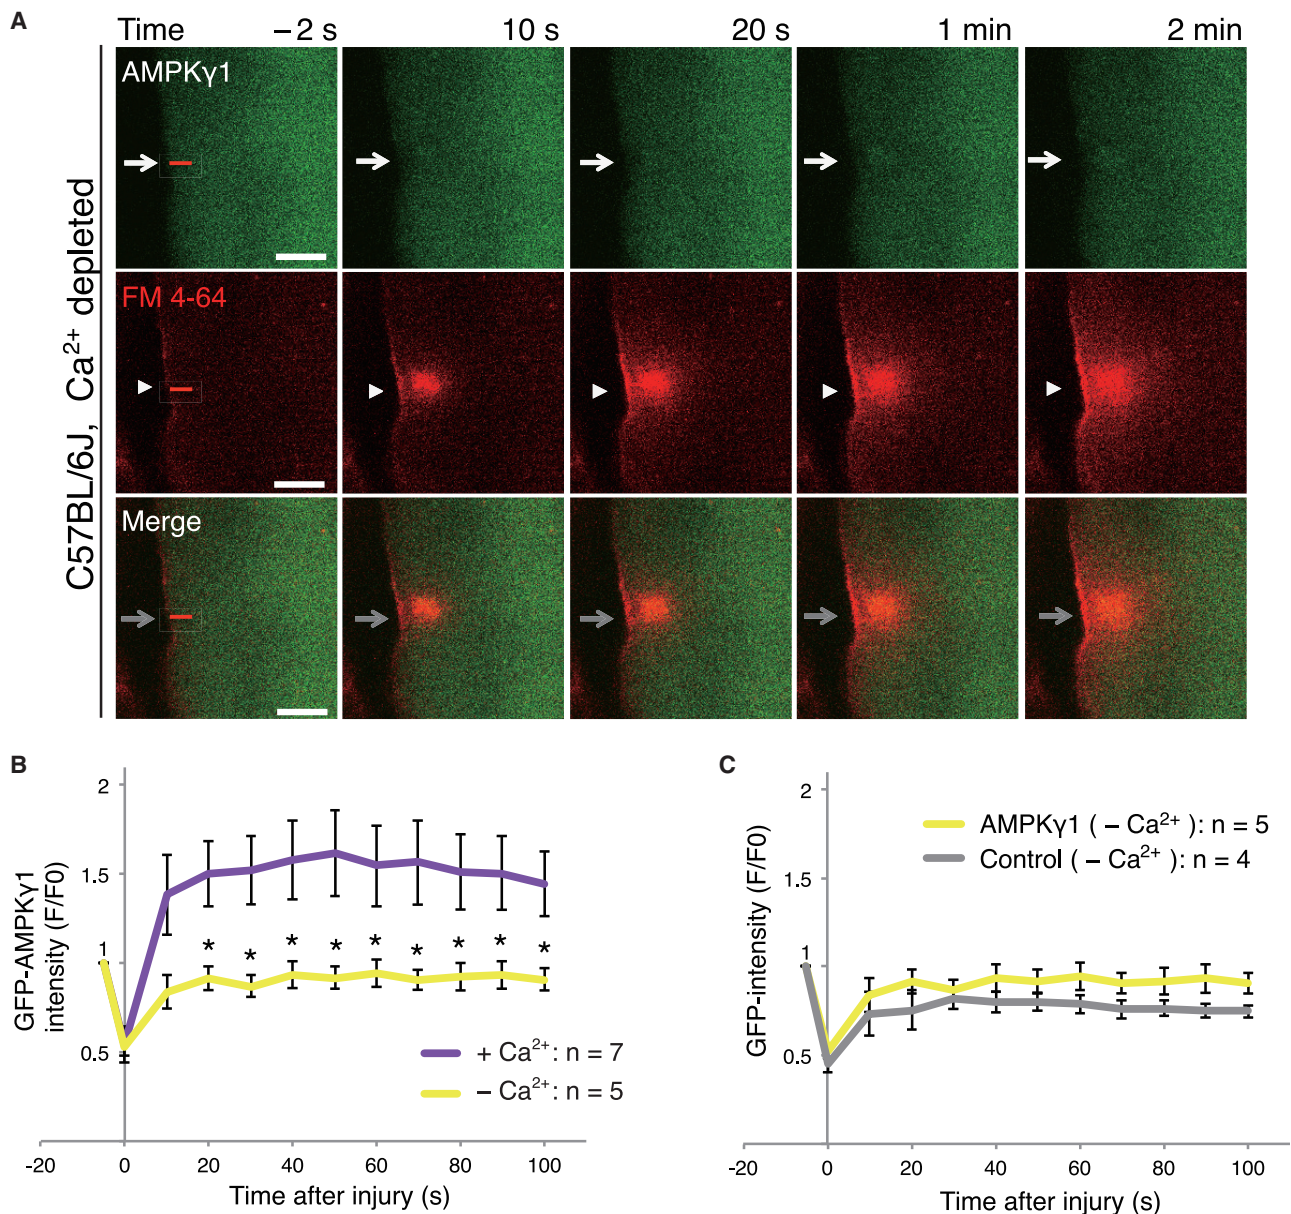 A
Time −2 s 10 s 20 s 1 min 2 min
C57BL/6J, Ca²⁺ depleted
AMPKγ1
FM 4-64
Merge
B
GFP-AMPKγ1
intensity (F/F0)
2
1.5
1
0.5
* * * * * * * * *
+ Ca²⁺: n = 7
− Ca²⁺: n = 5
-20 0 20 40 60 80 100
Time after injury (s)
C
GFP-intensity (F/F0)
2
1.5
1
0.5
AMPKγ1 ( − Ca²⁺ ): n = 5
Control ( − Ca²⁺ ): n = 4
-20 0 20 40 60 80 100
Time after injury (s)